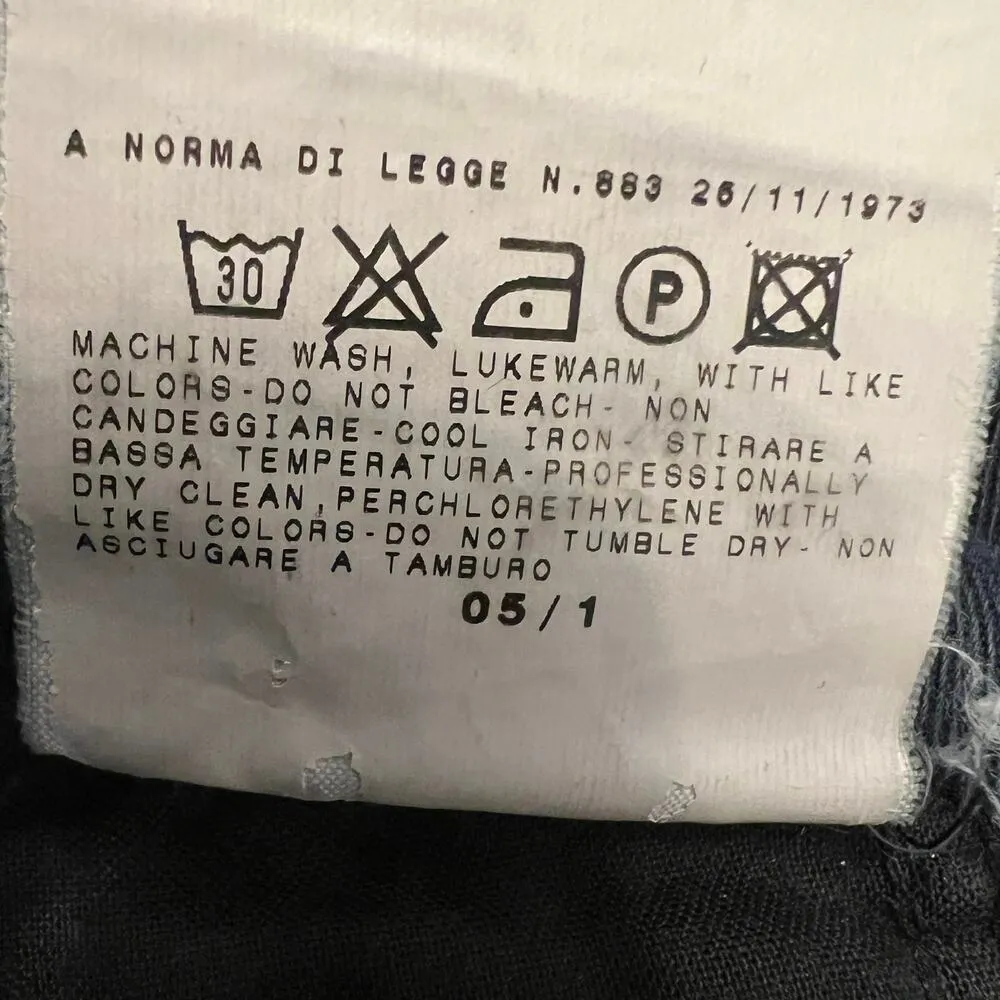 A NORMA DI LEGGE N.883 26/11/1973
30 P
MACHINE WASH, LUKEWARM, WITH LIKE
COLORS-DO NOT BLEACH- NON
CANDEGGIARE-COOL IRON- STIRARE A
BASSA TEMPERATURA-PROFESSIONALLY
DRY CLEAN,PERCHLORETHYLENE WITH
LIKE COLORS-DO NOT TUMBLE DRY- NON
ASCIUGARE A TAMBURO
05/1